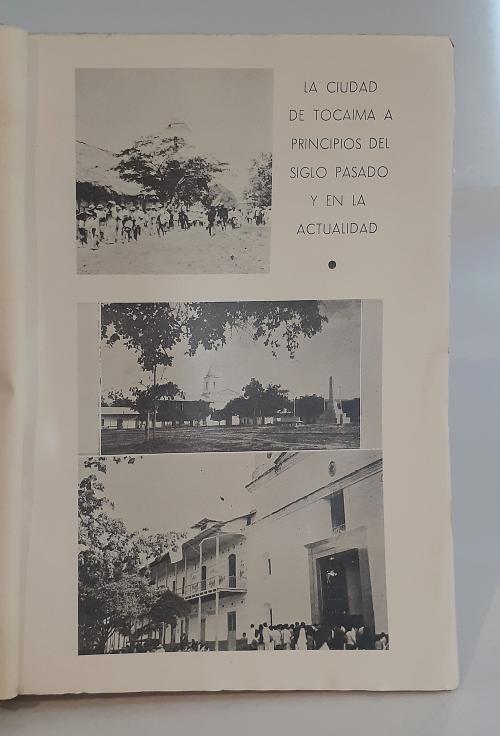 LA CIUDAD
DE TOCAIMA A
PRINCIPIOS DEL
SIGLO PASADO
Y EN LA
ACTUALIDAD